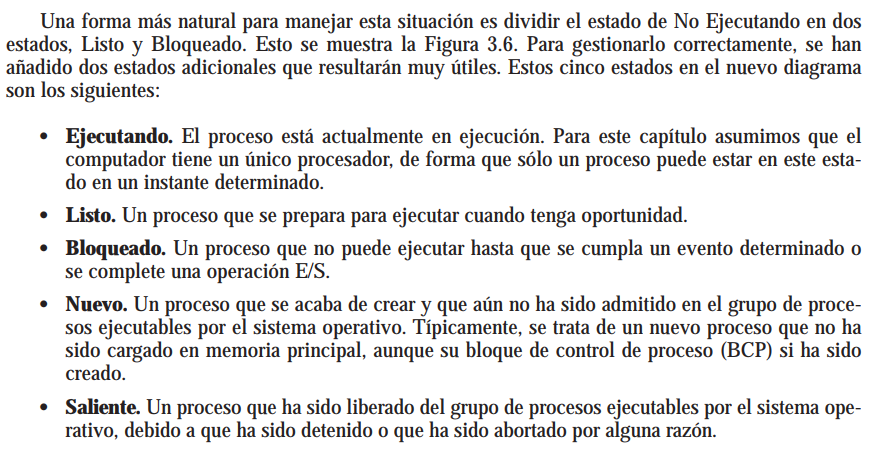 Una forma más natural para manejar esta situación es dividir el estado de No Ejecutando en dos
estados, Listo y Bloqueado. Esto se muestra la Figura 3.6. Para gestionarlo correctamente, se han
añadido dos estados adicionales que resultarán muy útiles. Estos cinco estados en el nuevo diagrama
son los siguientes:
• Ejecutando. El proceso está actualmente en ejecución. Para este capítulo asumimos que el
computador tiene un único procesador, de forma que sólo un proceso puede estar en este esta-
do en un instante determinado.
• Listo. Un proceso que se prepara para ejecutar cuando tenga oportunidad.
• Bloqueado. Un proceso que no puede ejecutar hasta que se cumpla un evento determinado o
se complete una operación E/S.
• Nuevo. Un proceso que se acaba de crear y que aún no ha sido admitido en el grupo de proce-
sos ejecutables por el sistema operativo. Típicamente, se trata de un nuevo proceso que no ha
sido cargado en memoria principal, aunque su bloque de control de proceso (BCP) si ha sido
creado.
• Saliente. Un proceso que ha sido liberado del grupo de procesos ejecutables por el sistema ope-
rativo, debido a que ha sido detenido o que ha sido abortado por alguna razón.